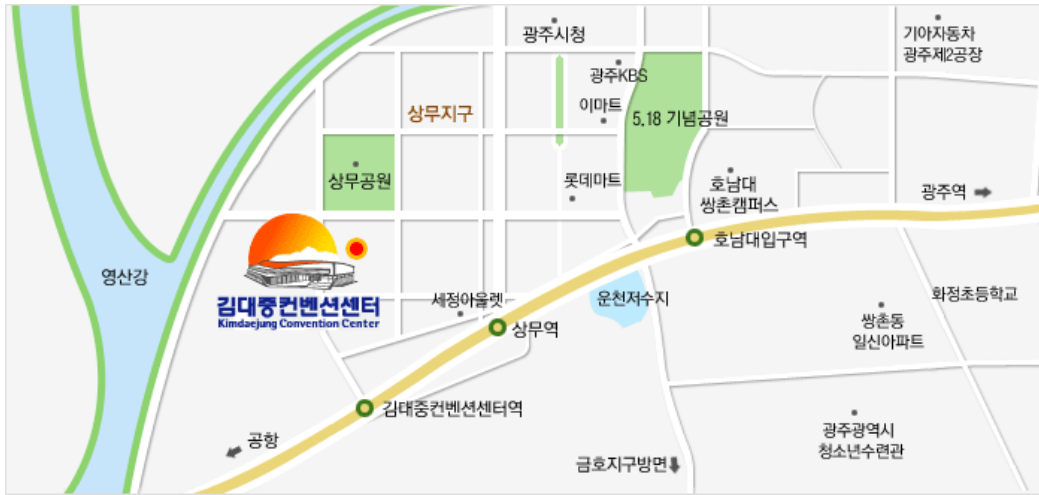 광주시청
기아자동차
광주제2공장
광주KBS
상무지구
이마트
5.18 기념공원
상무공원
롯데마트
호남대
쌍촌캠퍼스
광주역
호남대입구역
영산강
김대중컨벤션센터
Kimdaejung Convention Center
세정아울렛
운천저수지
화정초등학교
상무역
쌍촌동
일신아파트
김대중컨벤션센터역
공항
광주광역시
청소년수련관
금호지구방면